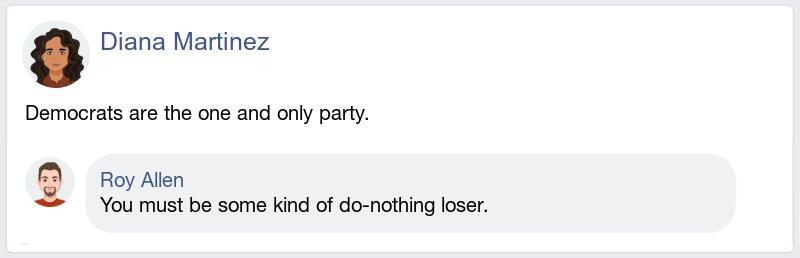 Diana Martinez
Democrats are the one and only party.
Roy Allen
You must be some kind of do-nothing loser.